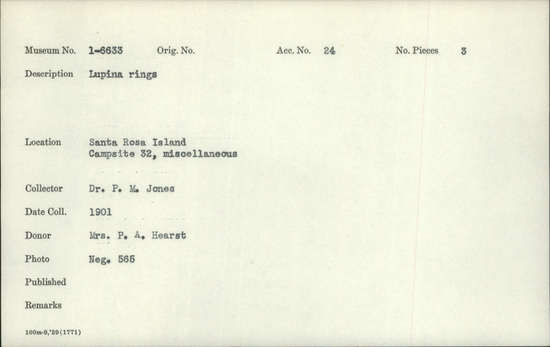 Museum No. 1-6633 Orig. No. Acc. No. 24 No. Pieces 3
Description Lupina rings
Location Santa Rosa Island
Campsite 32, miscellaneous
Collector Dr. P. M. Jones
Date Coll. 1901
Donor Mrs. P. A. Hearst
Photo Neg. 565
Published
Remarks
100m-9,'29(1771)